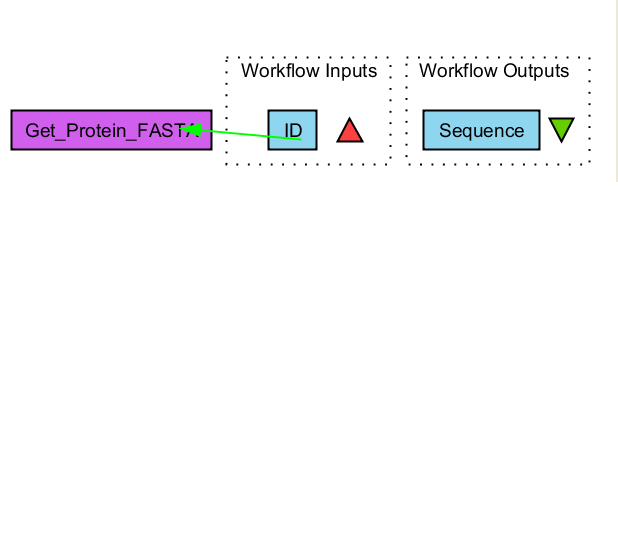 Workflow Inputs
Workflow Outputs
Get_Protein_FASTA
ID
Sequence